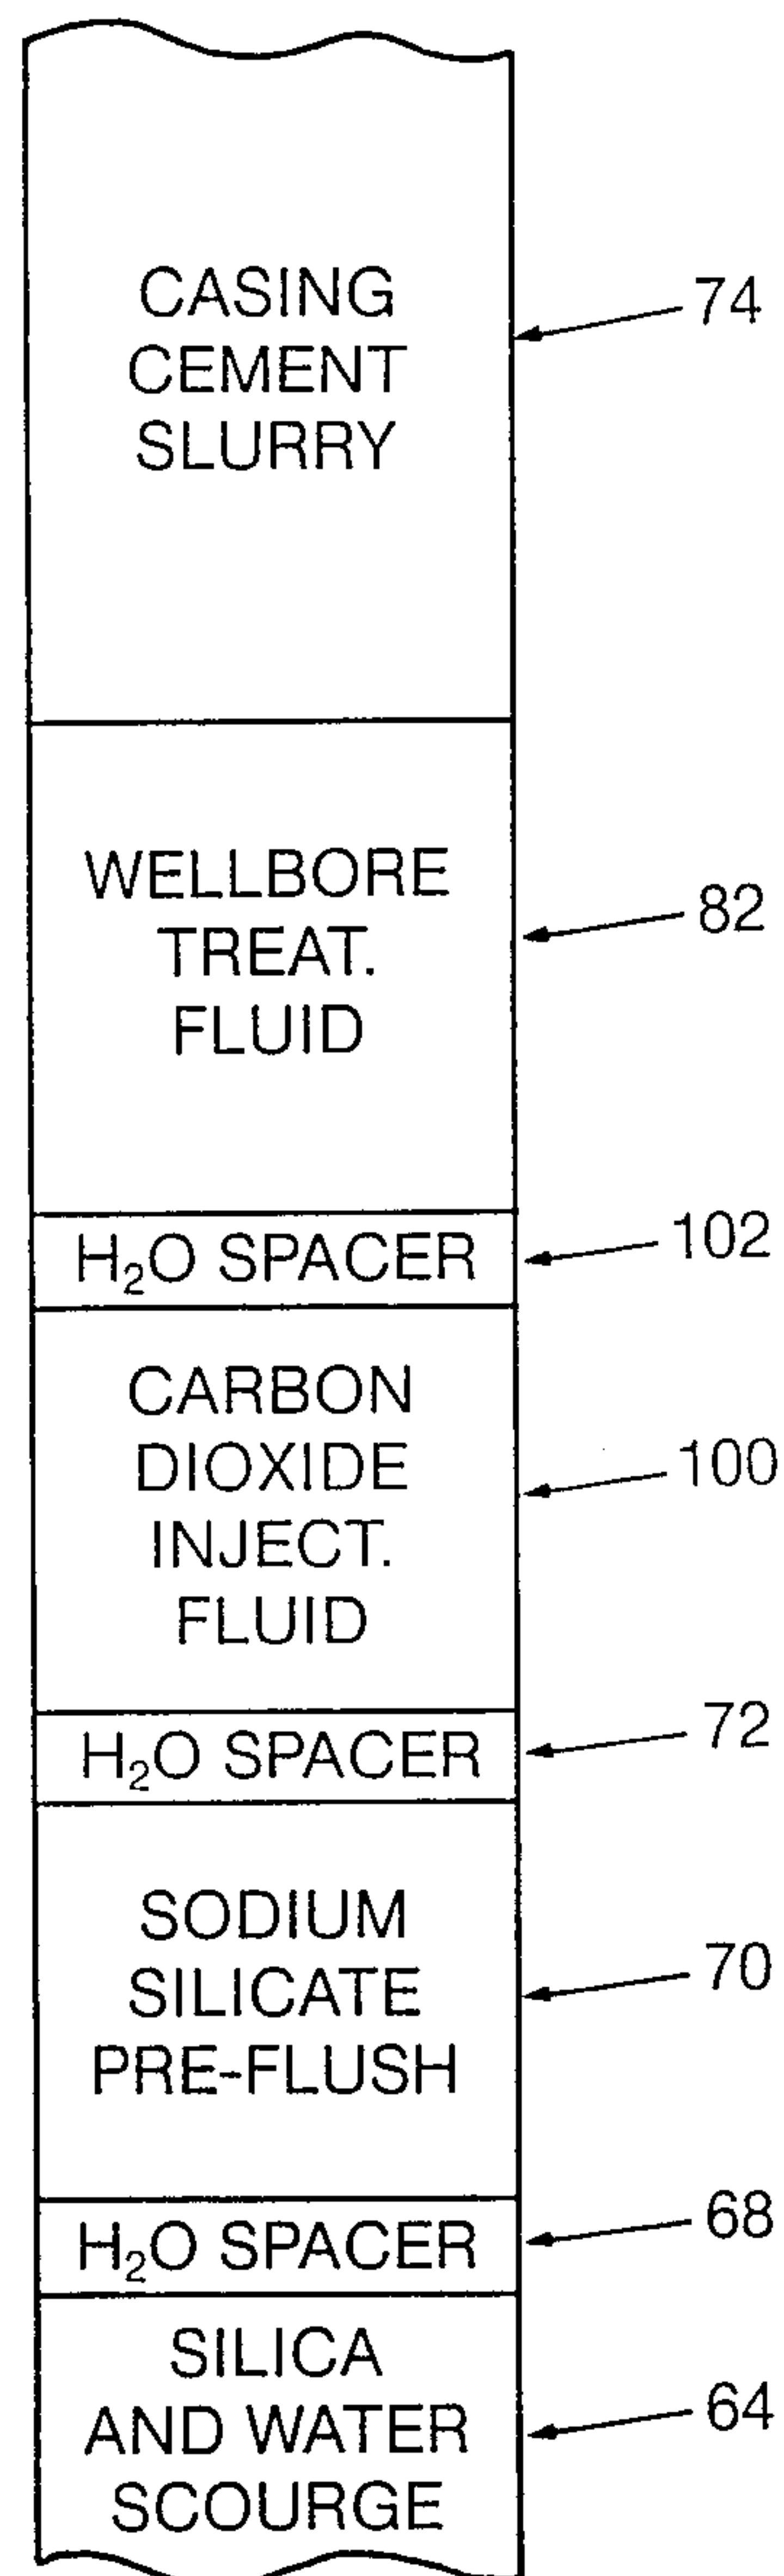 CASING
CEMENT
SLURRY
74
WELLBORE
TREAT.
FLUID
82
H₂O SPACER
102
CARBON
DIOXIDE
INJECT.
FLUID
100
H₂O SPACER
72
SODIUM
SILICATE
PRE-FLUSH
70
H₂O SPACER
68
SILICA
AND WATER
SCOURGE
64